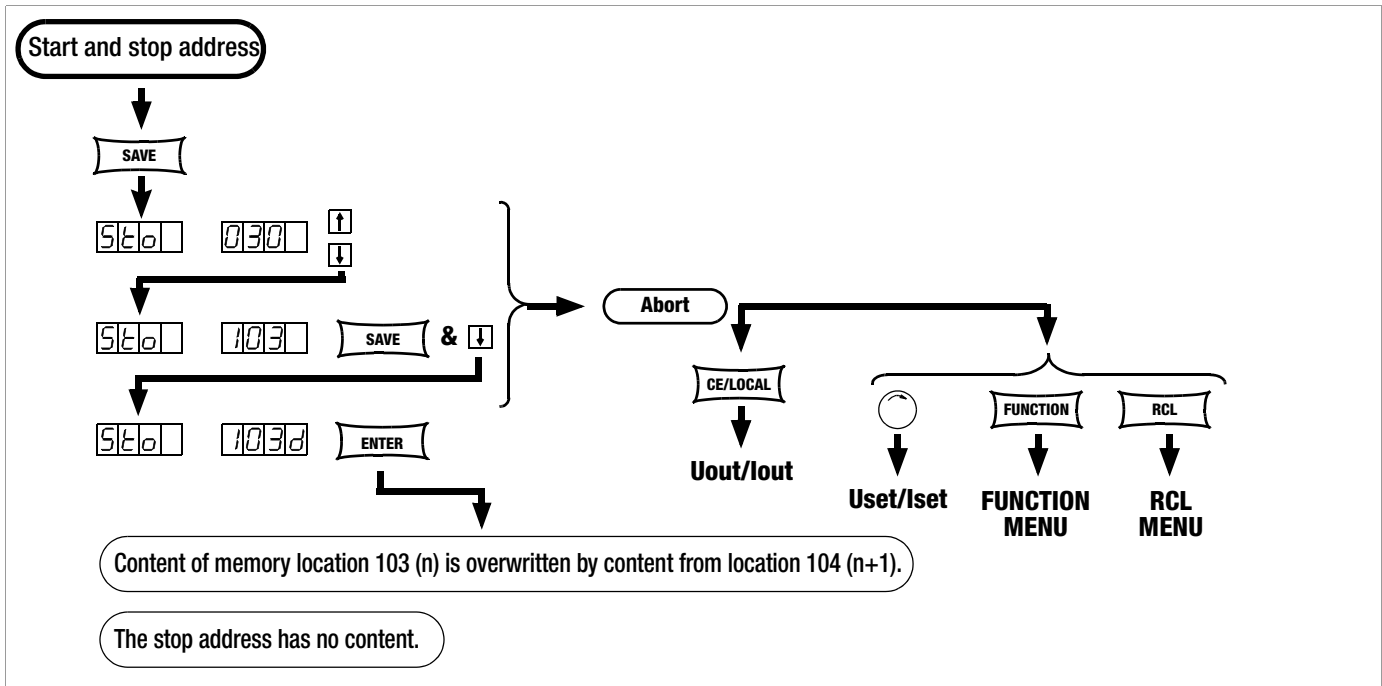 Start and stop address
SAVE
Sto 030 ↑
↓
Sto 103 SAVE & ↓
Sto 103d ENTER
Abort
CE/LOCAL
Uout/Iout
FUNCTION
RCL
Uset/Iset
FUNCTION
MENU
RCL
MENU
Content of memory location 103 (n) is overwritten by content from location 104 (n+1).
The stop address has no content.